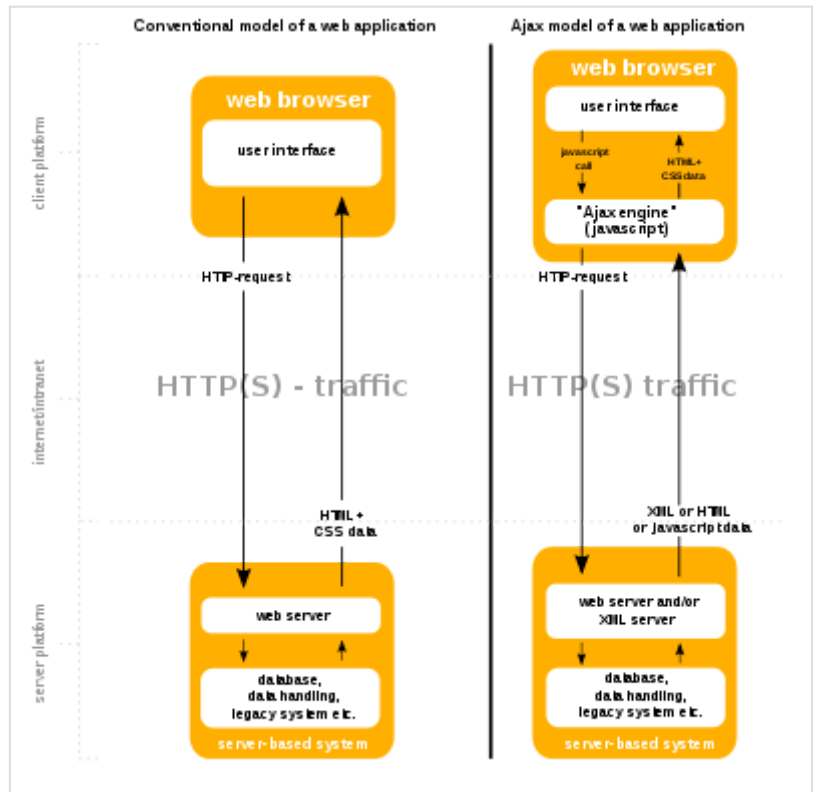 Conventional model of a web application
web browser
user interface
HTTP-request
HTTP(S) - traffic
HTML +
CSS data
web server
database,
data handling,
legacy system etc.
server-based system
Ajax model of a web application
web browser
user interface
javascript
call
HTML+
CSS data
"Ajax engine"
(javascript)
HTTP-request
HTTP(S) traffic
XML or HTML
or javascript data
web server and/or
XML server
database,
data handling,
legacy system etc.
server-based system
client platform
internet/intranet
server platform